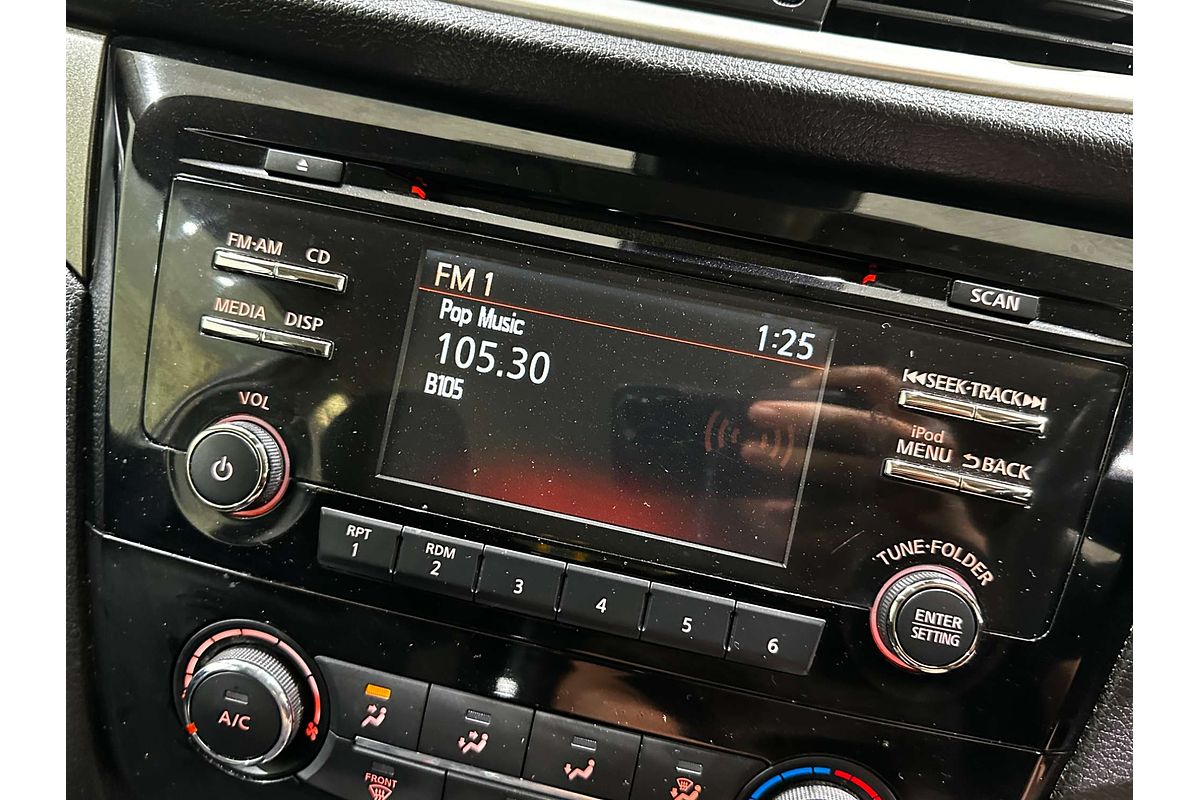 FM·AM CD
MEDIA DISP
VOL
FM 1
1:25
Pop Music
105.30
B105
SCAN
SEEK·TRACK
iPod
MENU BACK
TUNE·FOLDER
ENTER
SETTING
RPT RDM
1 2 3 4 5 6
A/C
FRONT